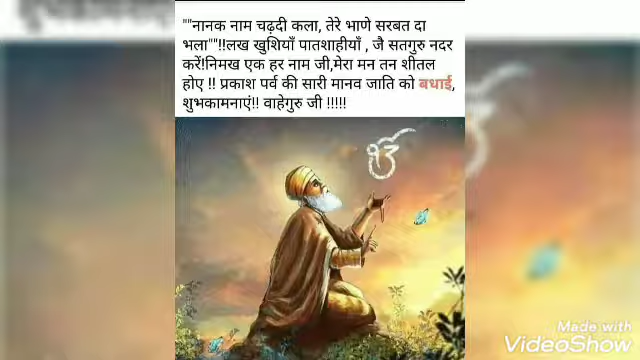 ""नानक नाम चढ़दी कला, तेरे भाणे सरबत दा
भला""!!लख खुशियाँ पातशाहीयाँ , जै सतगुरु नदर
करें!निमख एक हर नाम जी,मेरा मन तन शीतल
होए !! प्रकाश पर्व की सारी मानव जाति को बधाई,
शुभकामनाएं!! वाहेगुरु जी !!!!!
ੴ
Made with
VideoShow